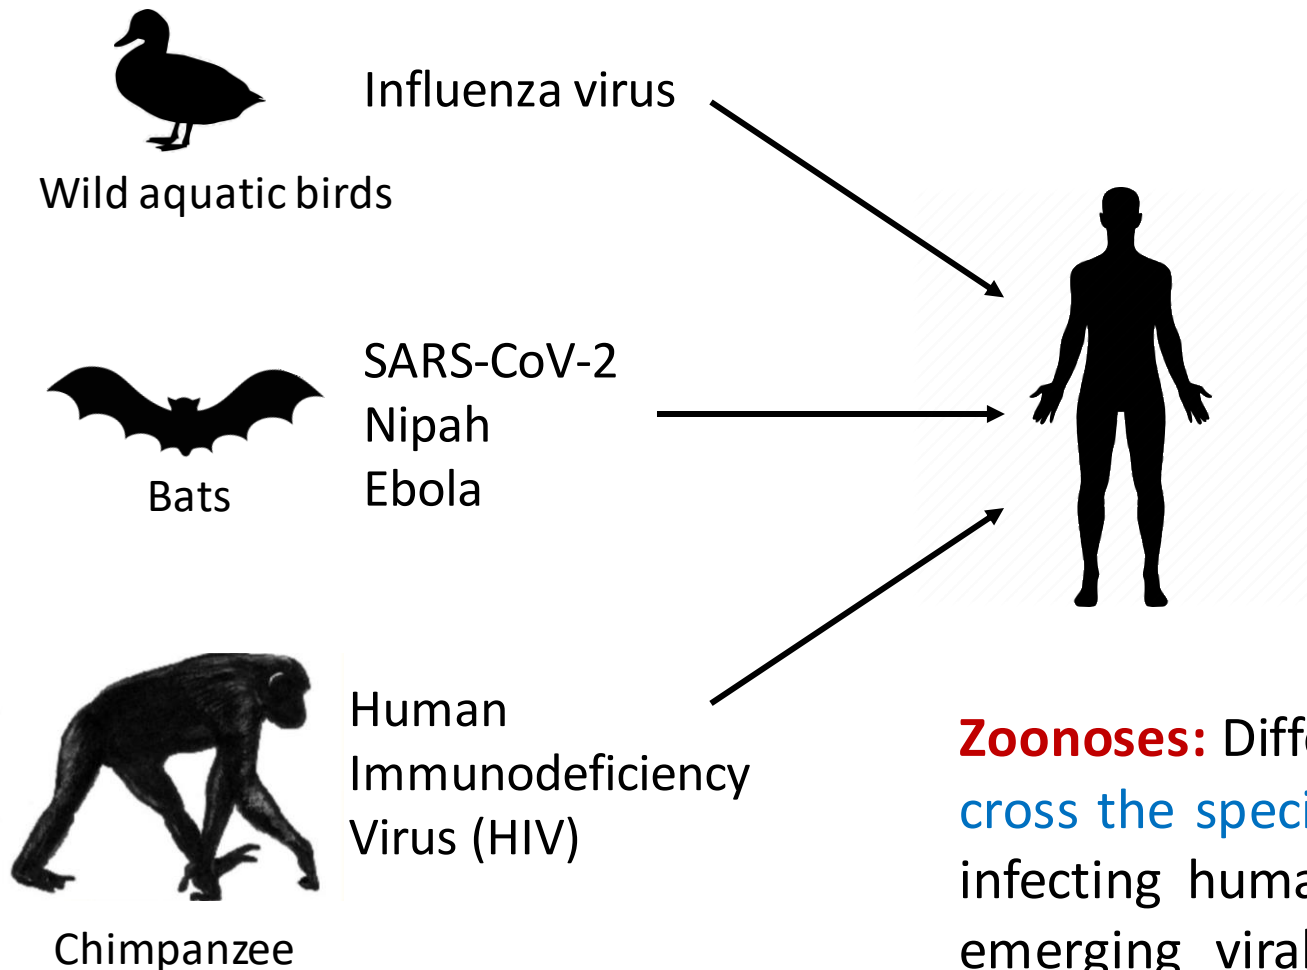 Influenza virus
Wild aquatic birds
SARS-CoV-2
Nipah
Ebola
Bats
Human
Immunodeficiency
Virus (HIV)
Chimpanzee
Zoonoses:
cross the
infecting
emerging viral